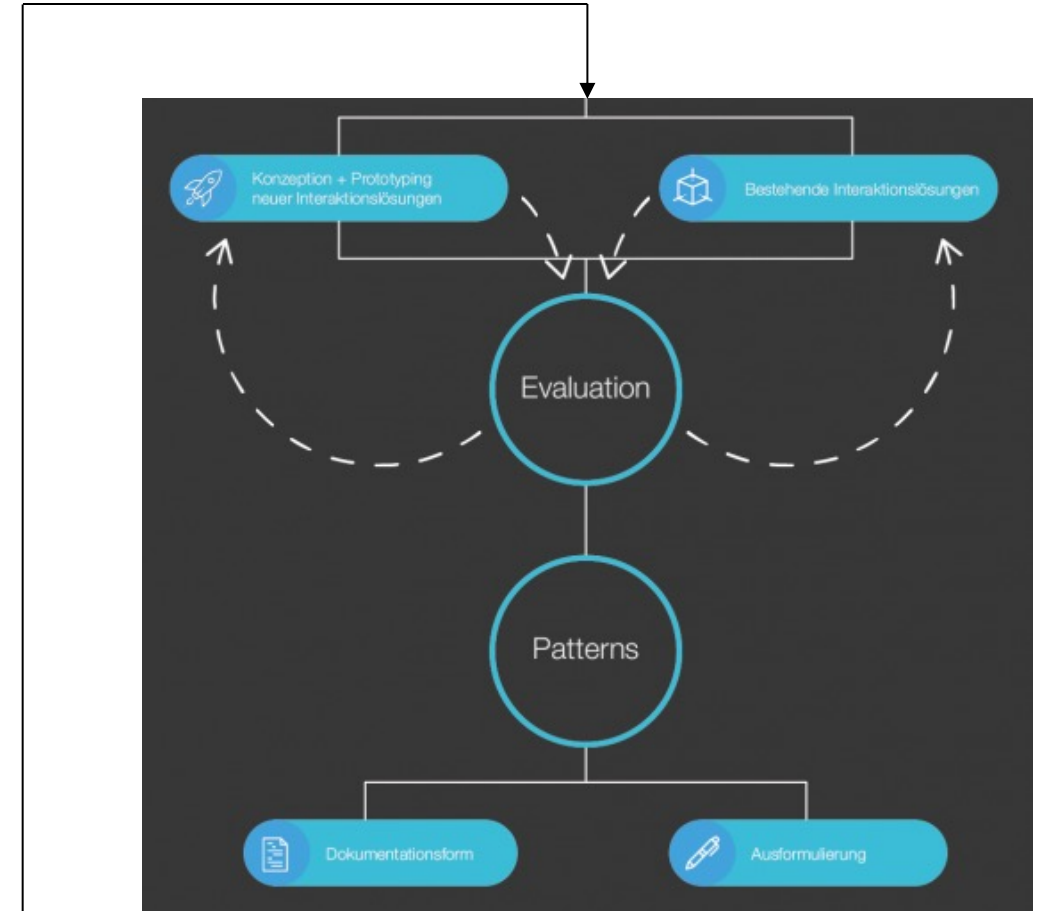 Konzeption + Prototyping
neuer Interaktionslösungen
Bestehende Interaktionslösungen
Evaluation
Patterns
Dokumentationsform
Ausformulierung